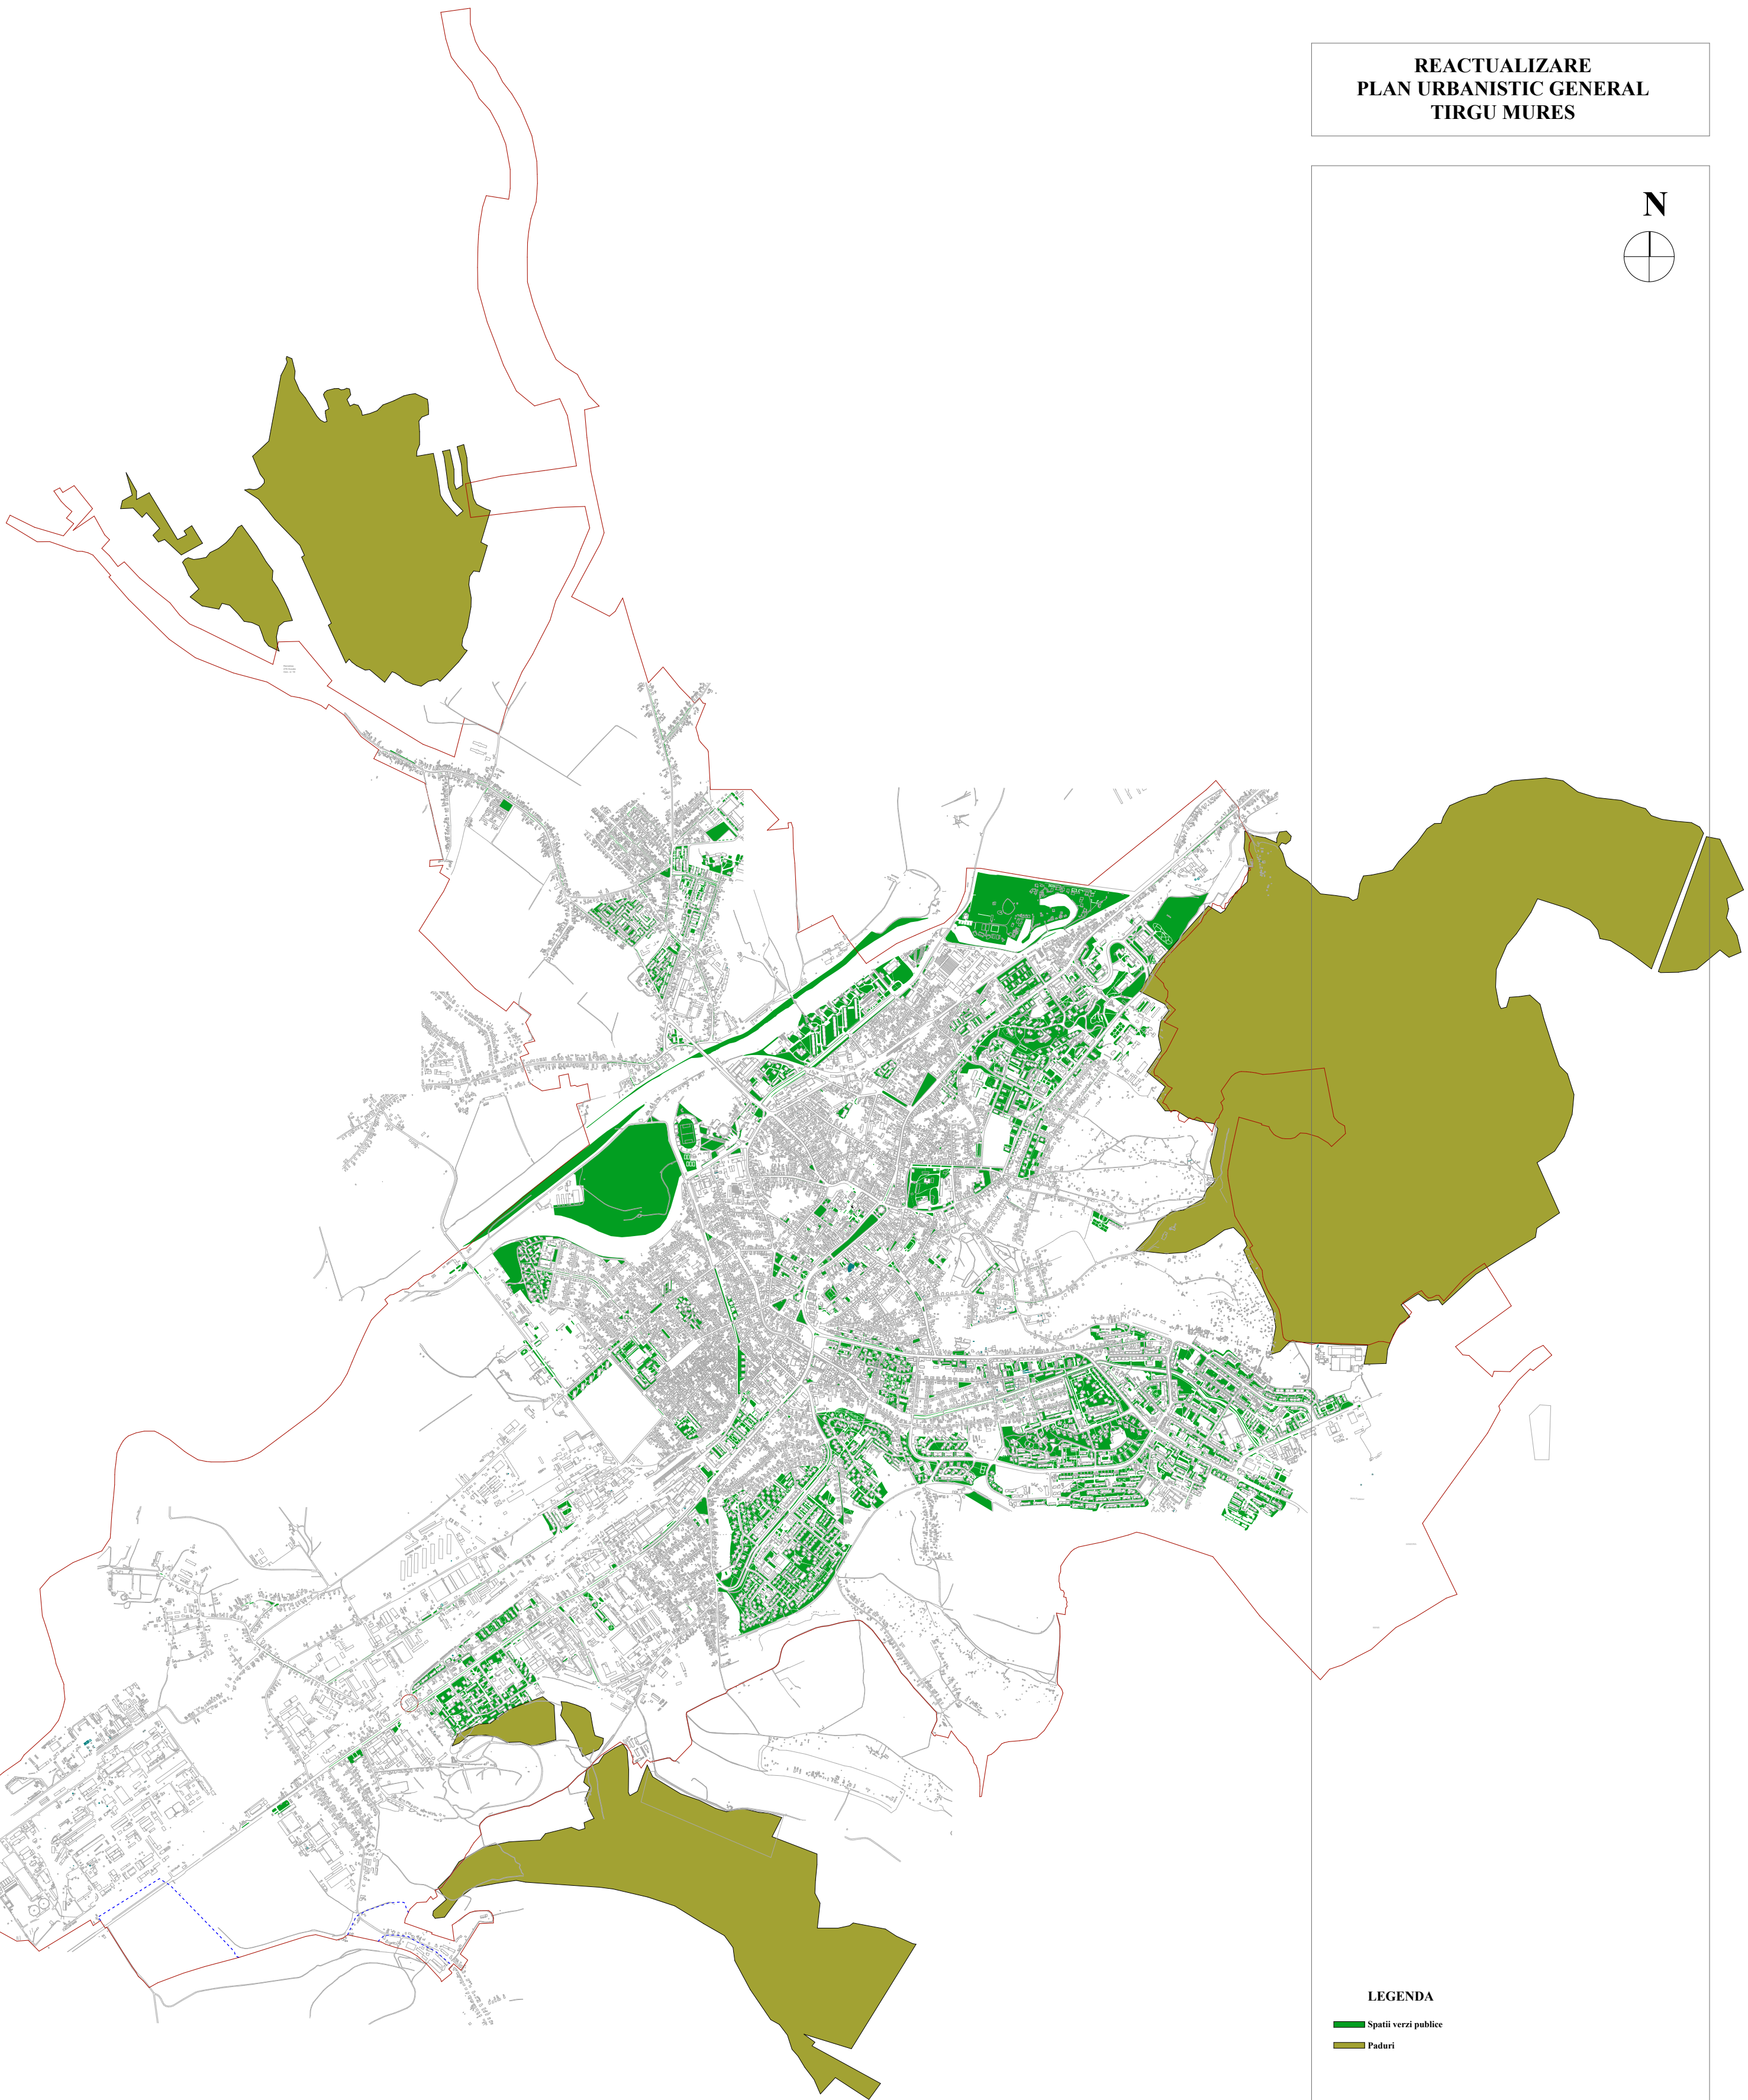 REACTUALIZARE
PLAN URBANISTIC GENERAL
TIRGU MURES
N
LEGENDA
Spatii verzi publice
Paduri